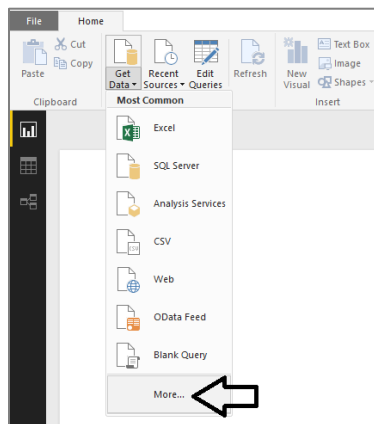 File Home
Cut
Copy
Paste
Get Data
Recent Sources
Edit Queries
Refresh
New Visual
Text Box
Image
Shapes
Clipboard
Insert
Most Common
Excel
SQL Server
Analysis Services
CSV
Web
OData Feed
Blank Query
More...